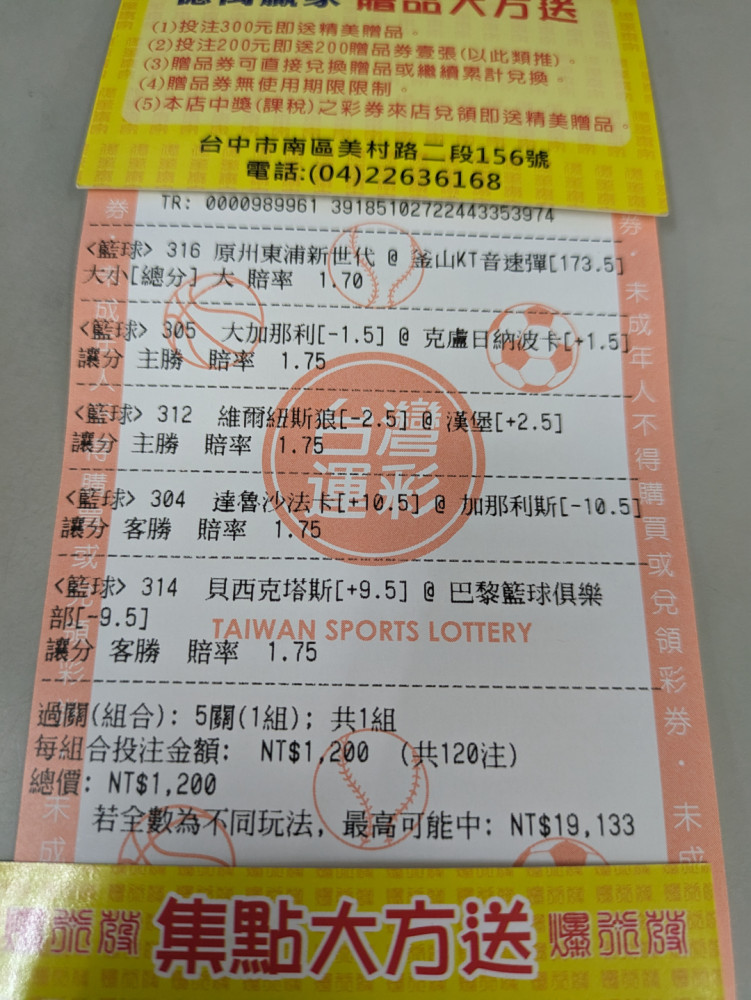 億萬贏家 贈品大方送
(1)投注300元即送精美贈品。
(2)投注200元即送200贈品券壹張(以此類推)。
(3)贈品券可直接兌換贈品或繼續累計兌換。
(4)贈品券無使用期限限制。
(5)本店中獎(課稅)之彩券來店兌領即送精美贈品。
台中市南區美村路二段156號
電話:(04)22636168
TR: 0000989961 391851027222443353974
<籃球> 316 原州東浦新世代 @ 釜山KT音速彈[173.5]
大小[總分] 大 賠率 1.70
<籃球> 305 大加那利[-1.5] @ 克盧日納波卡[+1.5]
讓分 主勝 賠率 1.75
<籃球> 312 維爾紐斯狼[-2.5] @ 漢堡[+2.5]
讓分 主勝 賠率 1.75
<籃球> 304 達魯沙法卡[+10.5] @ 加那利斯[-10.5]
讓分 客勝 賠率 1.75
<籃球> 314 貝西克塔斯[+9.5] @ 巴黎籃球俱樂
部[-9.5]
讓分 客勝 賠率 1.75
台灣
運彩
TAIWAN SPORTS LOTTERY
過關(組合): 5關(1組); 共1組
每組合投注金額: NT$1,200 (共120注)
總價: NT$1,200
若全數為不同玩法, 最高可能中: NT$19,133
券・未成年人不得購買或兌領彩券・未成
集點大方送